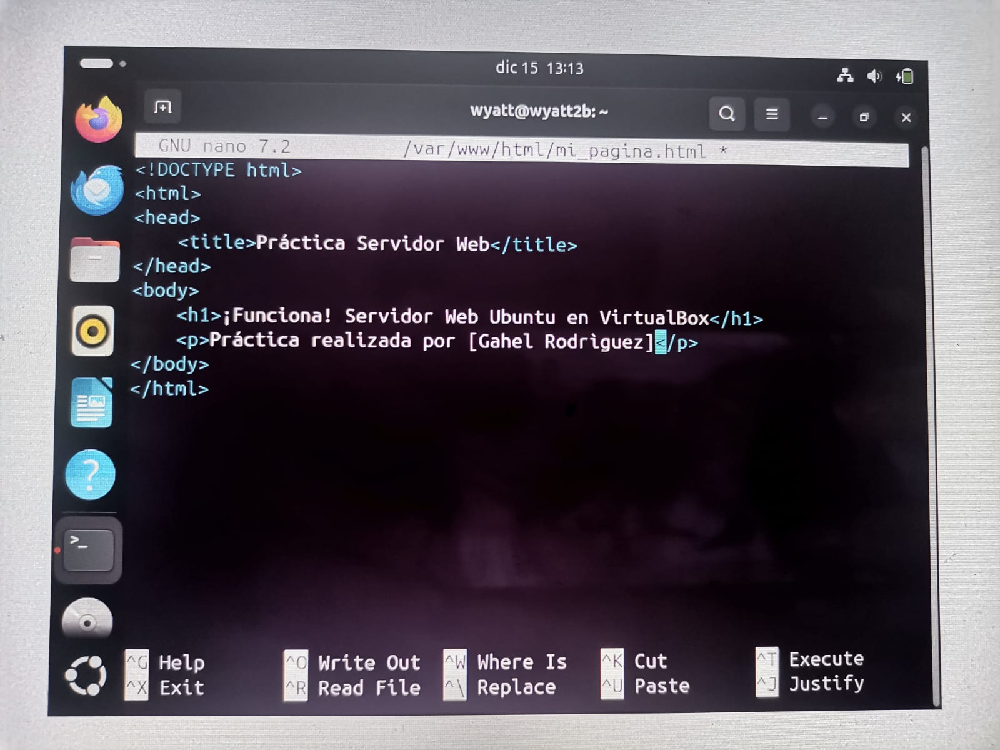 dic 15 13:13
wyatt@wyatt2b: ~
GNU nano 7.2 /var/www/html/mi_pagina.html *
<!DOCTYPE html>
<html>
<head>
    <title>Práctica Servidor Web</title>
</head>
<body>
    <h1>¡Funciona! Servidor Web Ubuntu en VirtualBox</h1>
    <p>Práctica realizada por [Gahel Rodrìguez]</p>
</body>
</html>
^G Help ^O Write Out ^W Where Is ^K Cut ^T Execute
^X Exit ^R Read File ^\ Replace ^U Paste ^J Justify